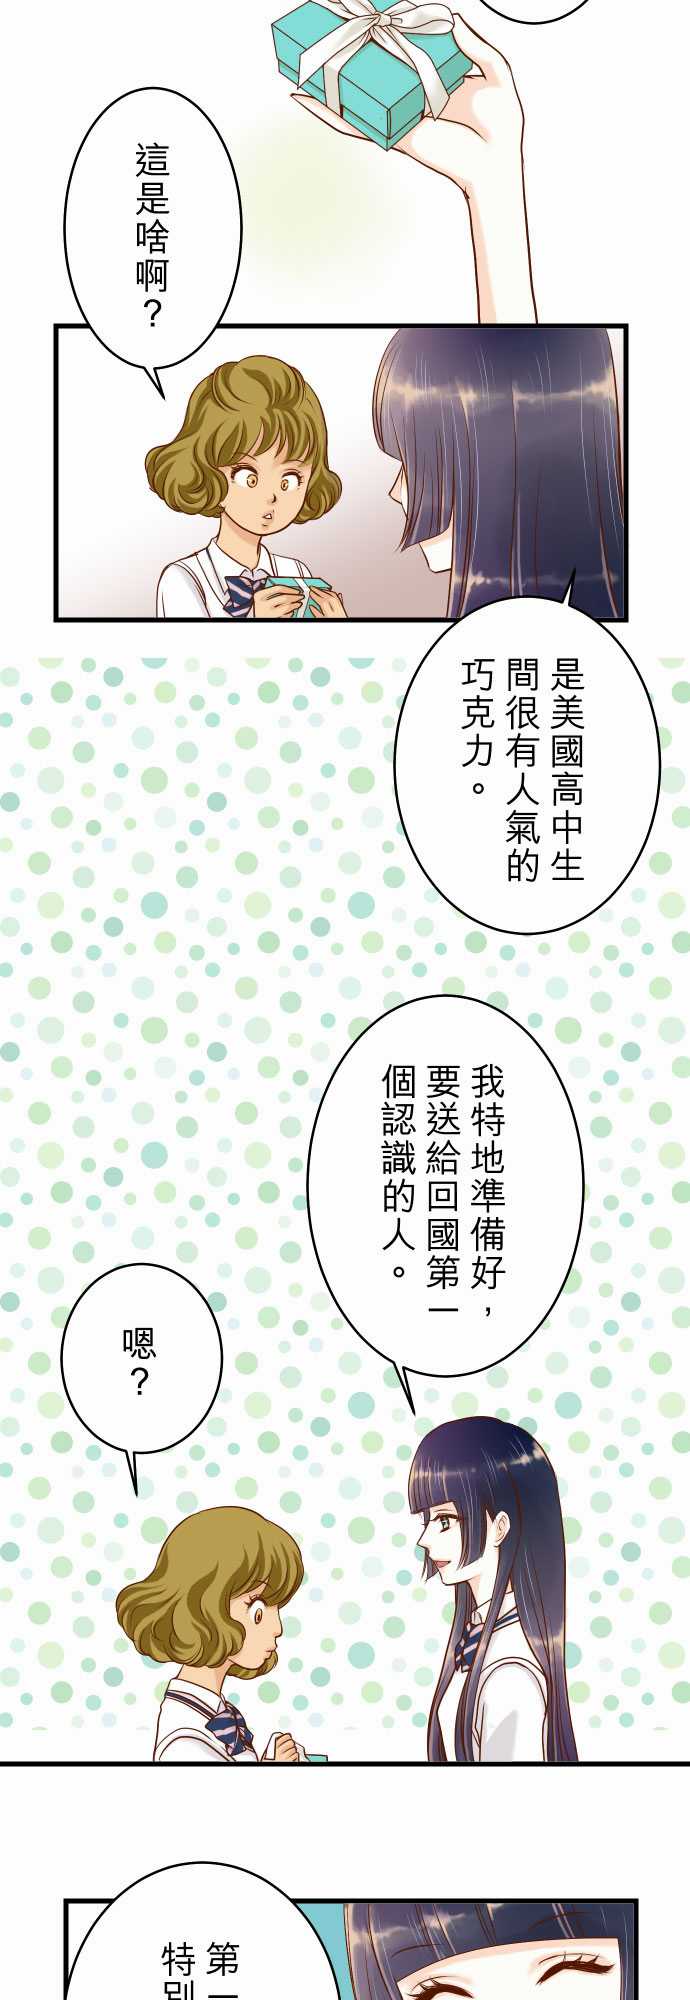 這是啥啊？
是美國高中生
間很有人氣的
巧克力。
我特地準備好，
要送給回國第一
個認識的人。
嗯？
第一
特別